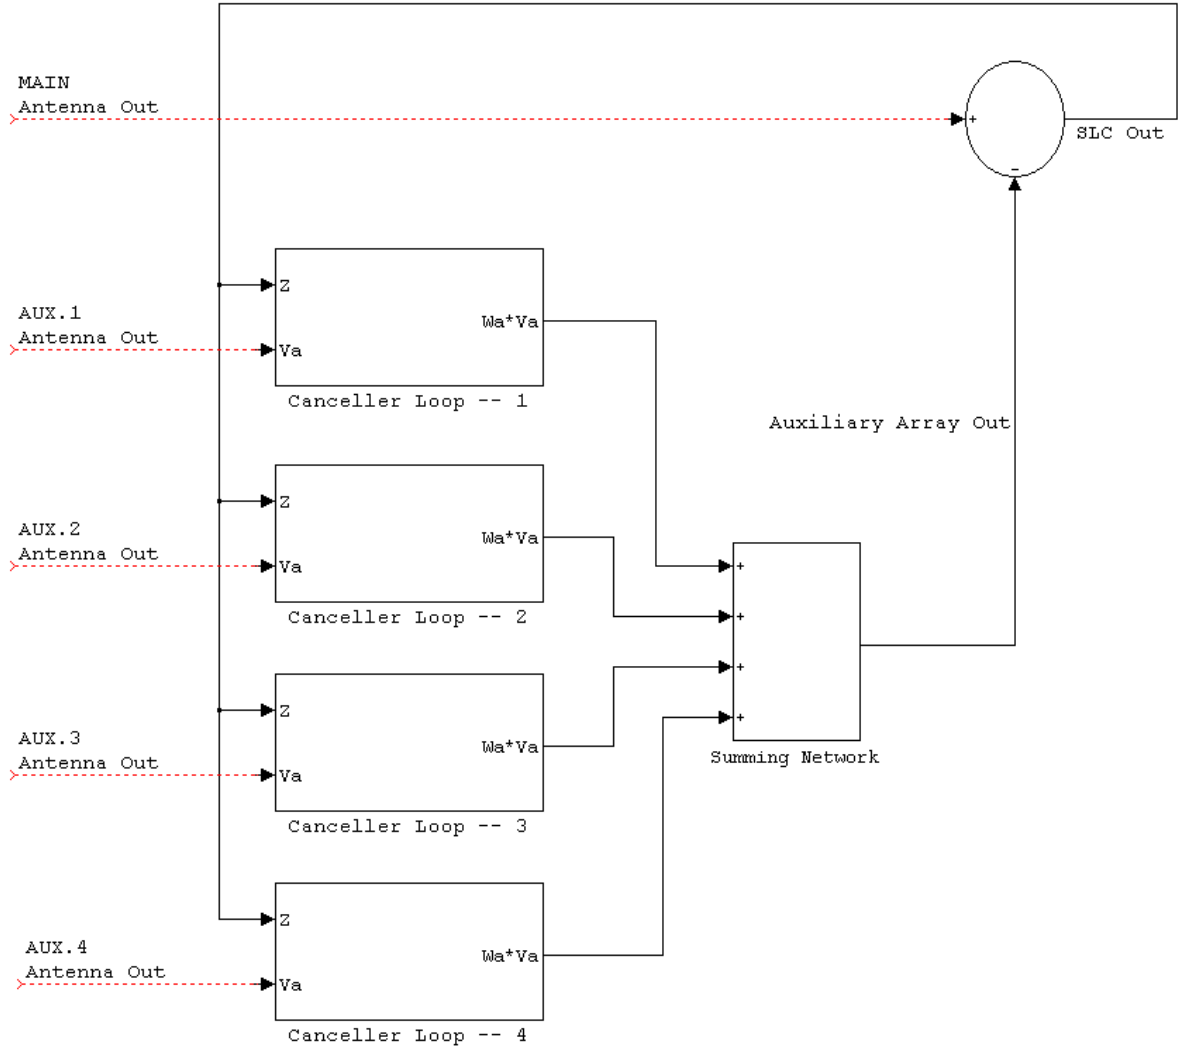 MAIN
Antenna Out
+
SLC Out
-
Z
AUX.1
Antenna Out
Wa*Va
Va
Canceller Loop -- 1
Auxiliary Array Out
Z
AUX.2
Antenna Out
Wa*Va
Va
Canceller Loop -- 2
+
+
+
+
Summing Network
Z
AUX.3
Antenna Out
Wa*Va
Va
Canceller Loop -- 3
Z
AUX.4
Antenna Out
Wa*Va
Va
Canceller Loop -- 4